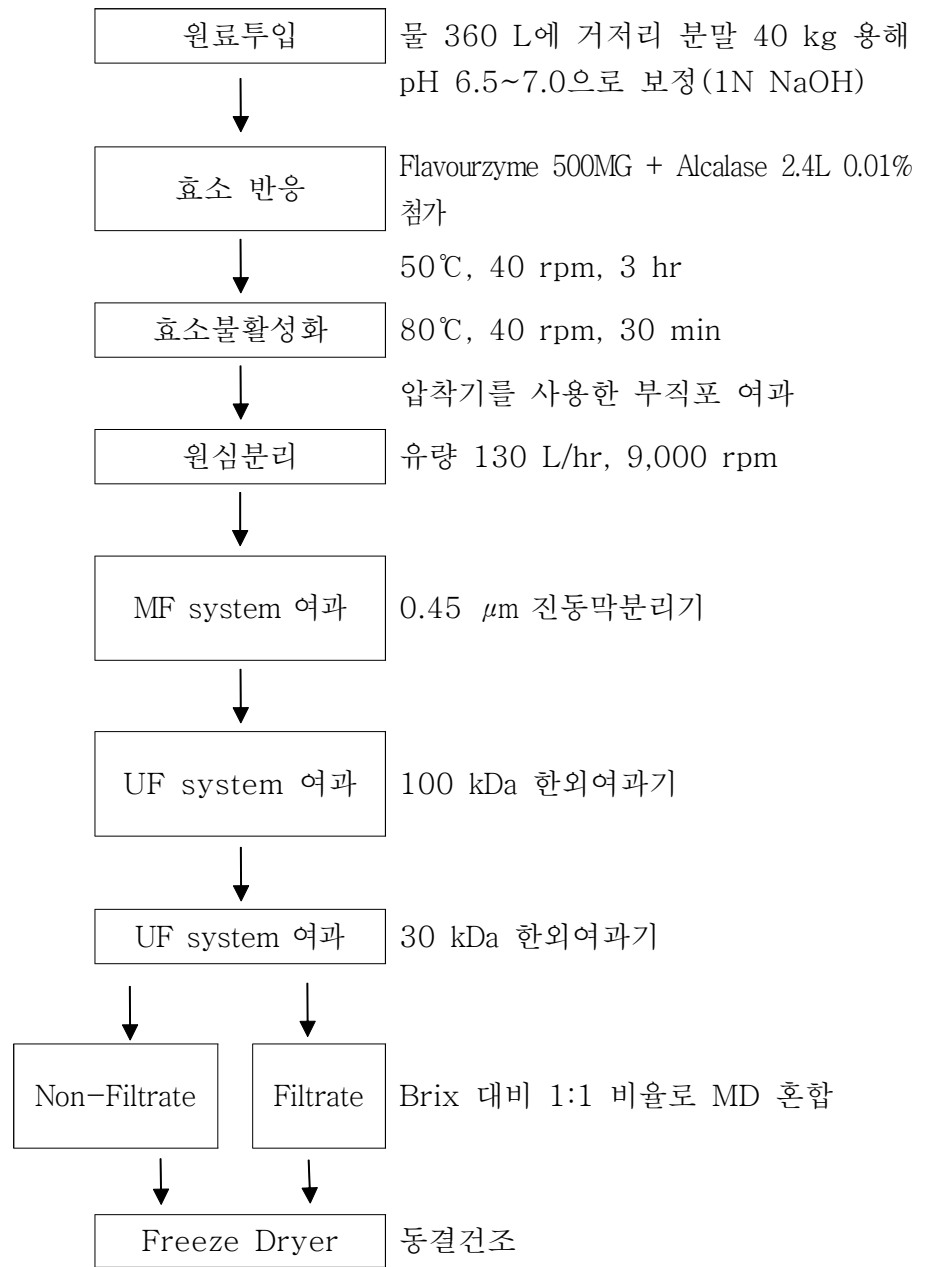 원료투입
물 360 L에 거저리 분말 40 kg 용해
pH 6.5~7.0으로 보정(1N NaOH)
효소 반응
Flavourzyme 500MG + Alcalase 2.4L 0.01%
첨가
50℃, 40 rpm, 3 hr
효소불활성화
80℃, 40 rpm, 30 min
압착기를 사용한 부직포 여과
원심분리
유량 130 L/hr, 9,000 rpm
MF system 여과
0.45 μm 진동막분리기
UF system 여과
100 kDa 한외여과기
UF system 여과
30 kDa 한외여과기
Non-Filtrate
Filtrate
Brix 대비 1:1 비율로 MD 혼합
Freeze Dryer
동결건조